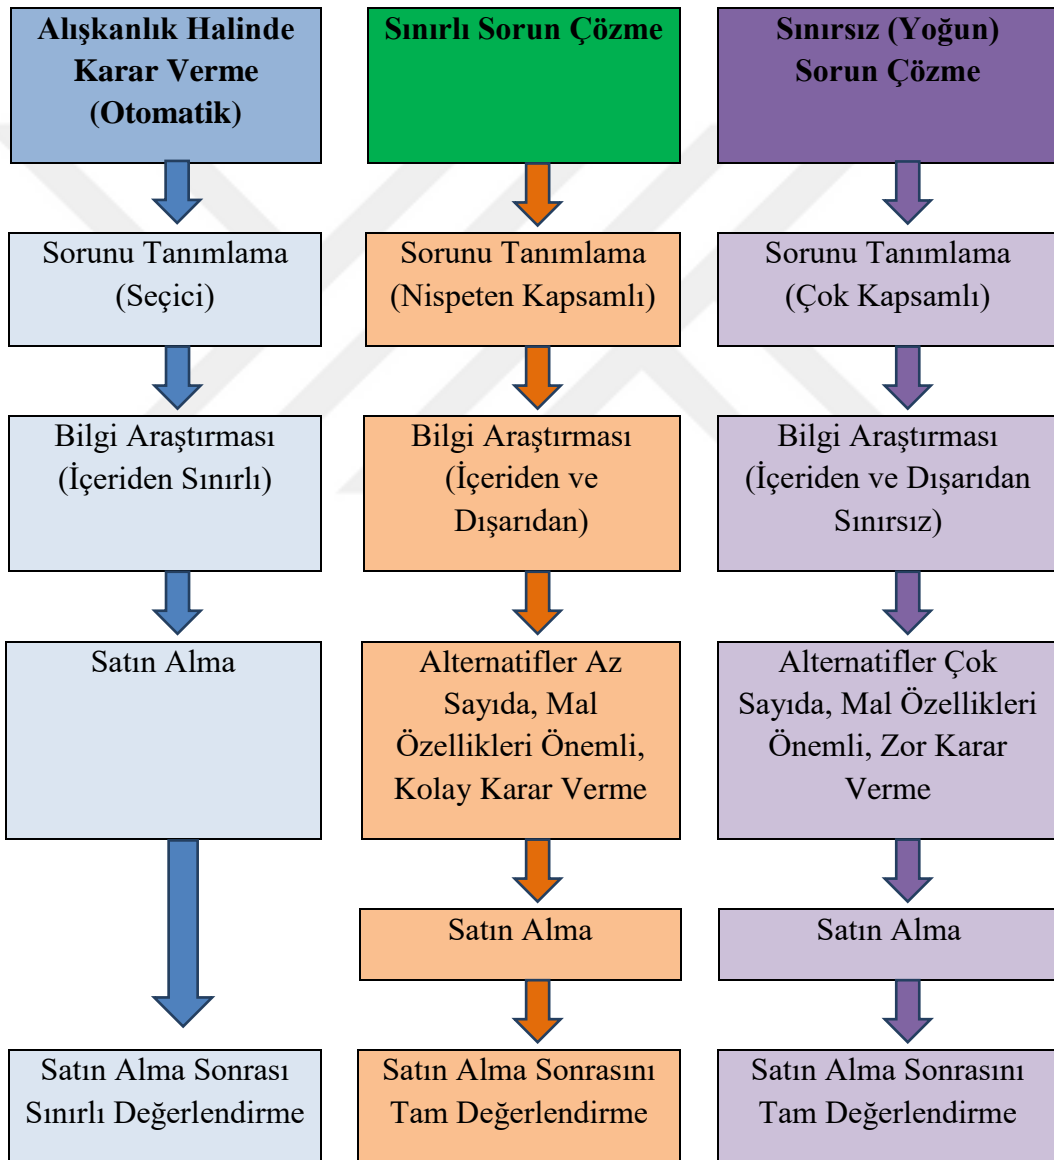 Alışkanlık Halinde
Karar Verme
(Otomatik)
Sorunu Tanımlama
(Seçici)
Bilgi Araştırması
(İçeriden Sınırlı)
Satın Alma
Satın Alma Sonrası
Sınırlı Değerlendirme
Sınırlı Sorun Çözme
Sorunu Tanımlama
(Nispeten Kapsamlı)
Bilgi Araştırması
(İçeriden ve
Dışarıdan)
Alternatifler Az
Sayıda, Mal
Özellikleri Önemli,
Kolay Karar Verme
Satın Alma
Satın Alma Sonrasını
Tam Değerlendirme
Sınırsız (Yoğun)
Sorun Çözme
Sorunu Tanımlama
(Çok Kapsamlı)
Bilgi Araştırması
(İçeriden ve Dışarıdan
Sınırsız)
Alternatifler Çok
Sayıda, Mal Özellikleri
Önemli, Zor Karar
Verme
Satın Alma
Satın Alma Sonrasını
Tam Değerlendirme